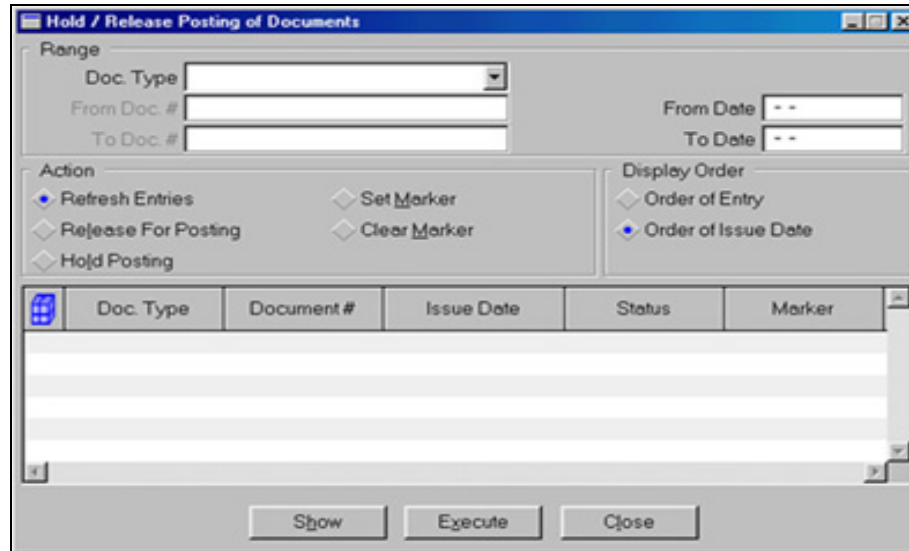 Hold / Release Posting of Documents
Range
Doc. Type
From Doc. # From Date - -
To Doc. # To Date - -
Action Display Order
Refresh Entries Set Marker Order of Entry
Release For Posting Clear Marker Order of Issue Date
Hold Posting
Doc. Type Document # Issue Date Status Marker
Show Execute Close